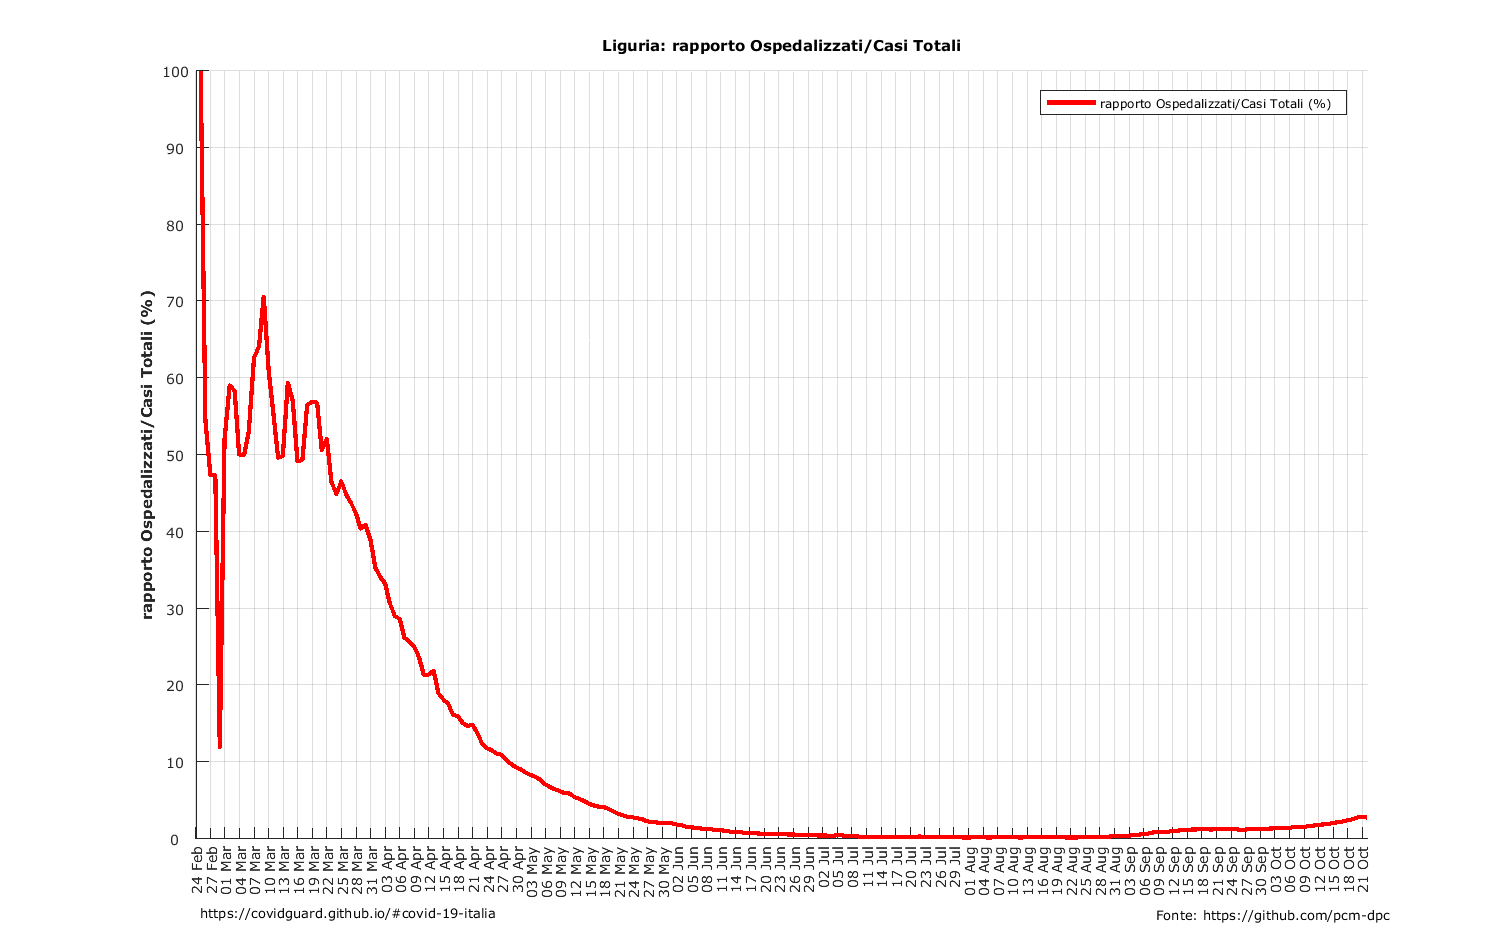 Liguria: rapporto Ospedalizzati/Casi Totali
rapporto Ospedalizzati/Casi Totali (%)
rapporto Ospedalizzati/Casi Totali (%)
100
90
80
70
60
50
40
30
20
10
0
24 Feb
27 Feb
01 Mar
04 Mar
07 Mar
10 Mar
13 Mar
16 Mar
19 Mar
22 Mar
25 Mar
28 Mar
31 Mar
03 Apr
06 Apr
09 Apr
12 Apr
15 Apr
18 Apr
21 Apr
24 Apr
27 Apr
30 Apr
03 May
06 May
09 May
12 May
15 May
18 May
21 May
24 May
27 May
30 May
02 Jun
05 Jun
08 Jun
11 Jun
14 Jun
17 Jun
20 Jun
23 Jun
26 Jun
29 Jun
02 Jul
05 Jul
08 Jul
11 Jul
14 Jul
17 Jul
20 Jul
23 Jul
26 Jul
29 Jul
01 Aug
04 Aug
07 Aug
10 Aug
13 Aug
16 Aug
19 Aug
22 Aug
25 Aug
28 Aug
31 Aug
03 Sep
06 Sep
09 Sep
12 Sep
15 Sep
18 Sep
21 Sep
24 Sep
27 Sep
30 Sep
03 Oct
06 Oct
09 Oct
12 Oct
15 Oct
18 Oct
21 Oct
https://covidguard.github.io/#covid-19-italia
Fonte: https://github.com/pcm-dpc